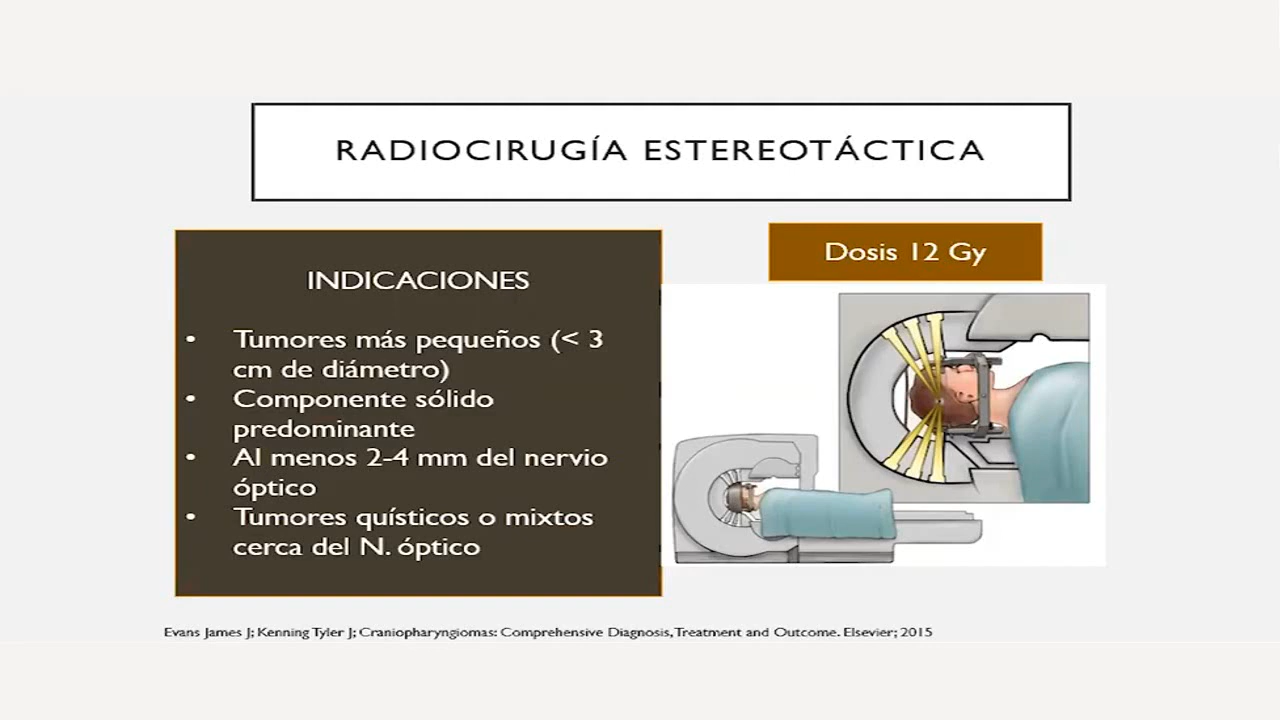 RADIOCIRUGÍA ESTEREOTÁCTICA
INDICACIONES
• Tumores más pequeños (< 3
cm de diámetro)
• Componente sólido
predominante
• Al menos 2-4 mm del nervio
óptico
• Tumores quísticos o mixtos
cerca del N. óptico
Dosis 12 Gy
Evans James J; Kenning Tyler J; Craniopharyngiomas: Comprehensive Diagnosis, Treatment and Outcome. Elsevier; 2015